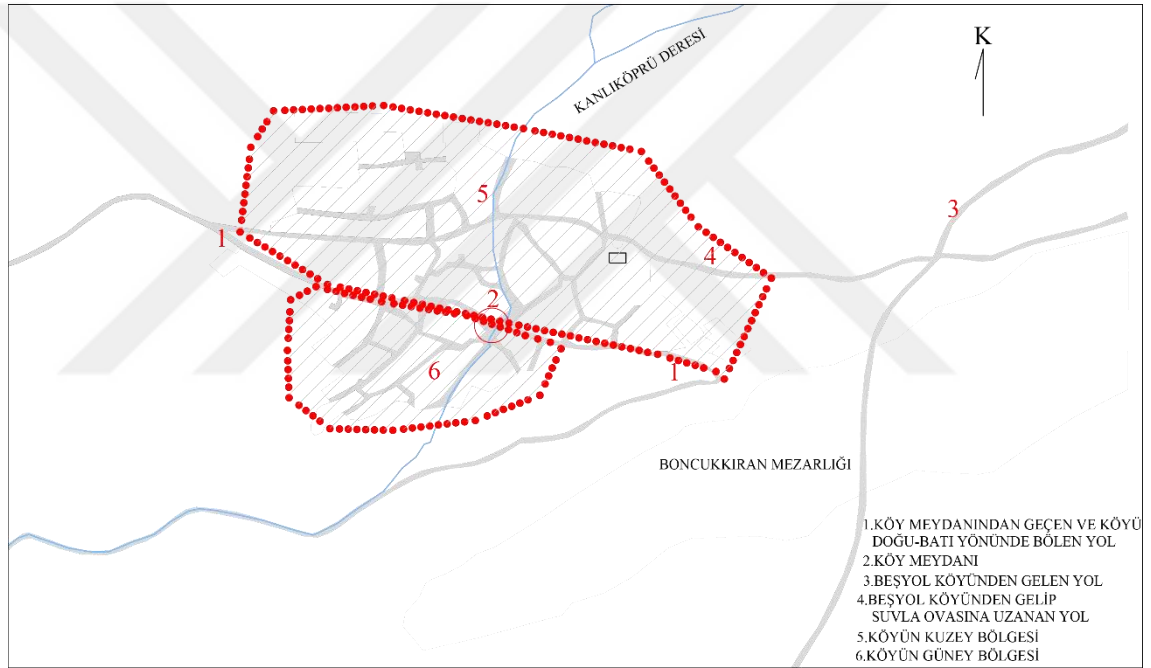 K
KANLIKÖPRÜ DERESİ
5
3
1
4
2
6
1
BONCUKKIRAN MEZARLIĞI
1.KÖY MEYDANINDAN GEÇEN VE KÖYÜ
DOĞU-BATI YÖNÜNDE BÖLEN YOL
2.KÖY MEYDANI
3.BEŞYOL KÖYÜNDEN GELEN YOL
4.BEŞYOL KÖYÜNDEN GELİP
SUVLA OVASINA UZANAN YOL
5.KÖYÜN KUZEY BÖLGESİ
6.KÖYÜN GÜNEY BÖLGESİ